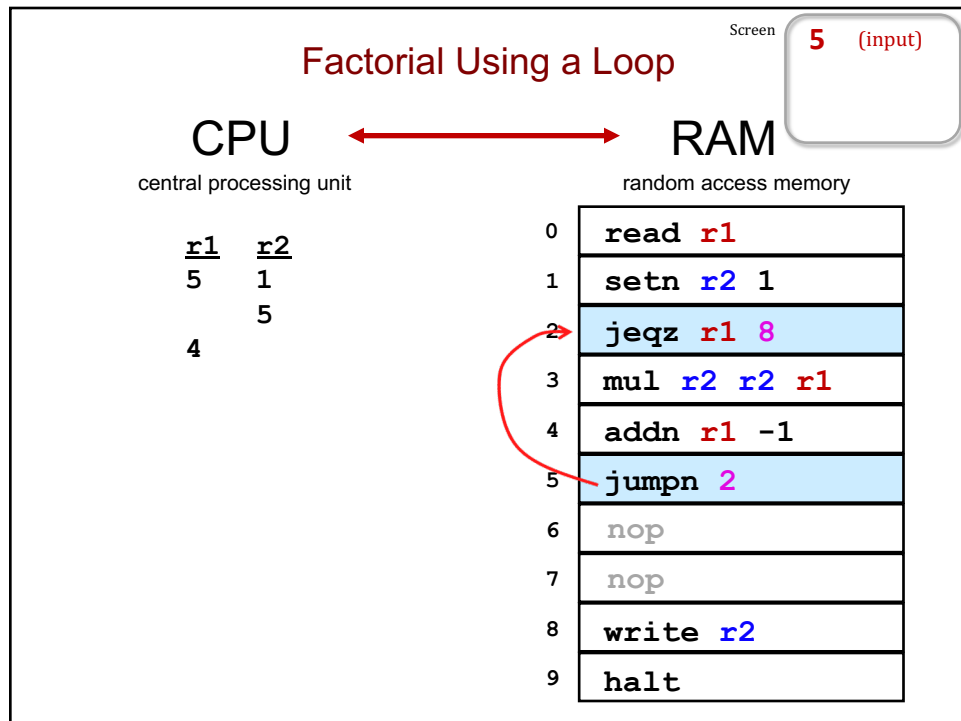 Screen
5 (input)
Factorial Using a Loop
CPU
RAM
central processing unit
random access memory
r1 r2
5 1
5
4
0 read r1
1 setn r2 1
2 jeqz r1 8
3 mul r2 r2 r1
4 addn r1 -1
5 jumpn 2
6 nop
7 nop
8 write r2
9 halt